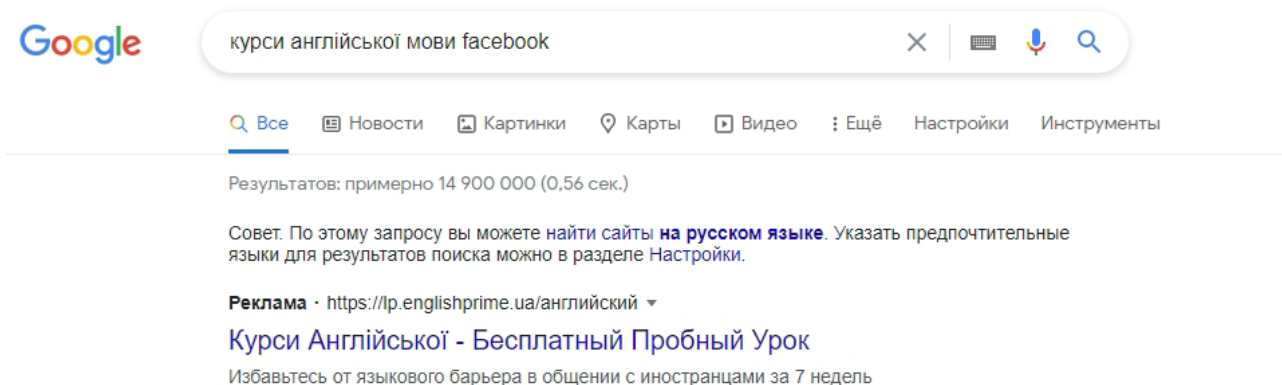 Google
курси англійської мови facebook
Все Новости Картинки Карты Видео Ещё Настройки Инструменты
Результатов: примерно 14 900 000 (0,56 сек.)
Совет. По этому запросу вы можете найти сайты на русском языке. Указать предпочтительные
языки для результатов поиска можно в разделе Настройки.
Реклама · https://lp.englishprime.ua/английский
Курси Англійської - Бесплатный Пробный Урок
Избавьтесь от языкового барьера в общении с иностранцами за 7 недель